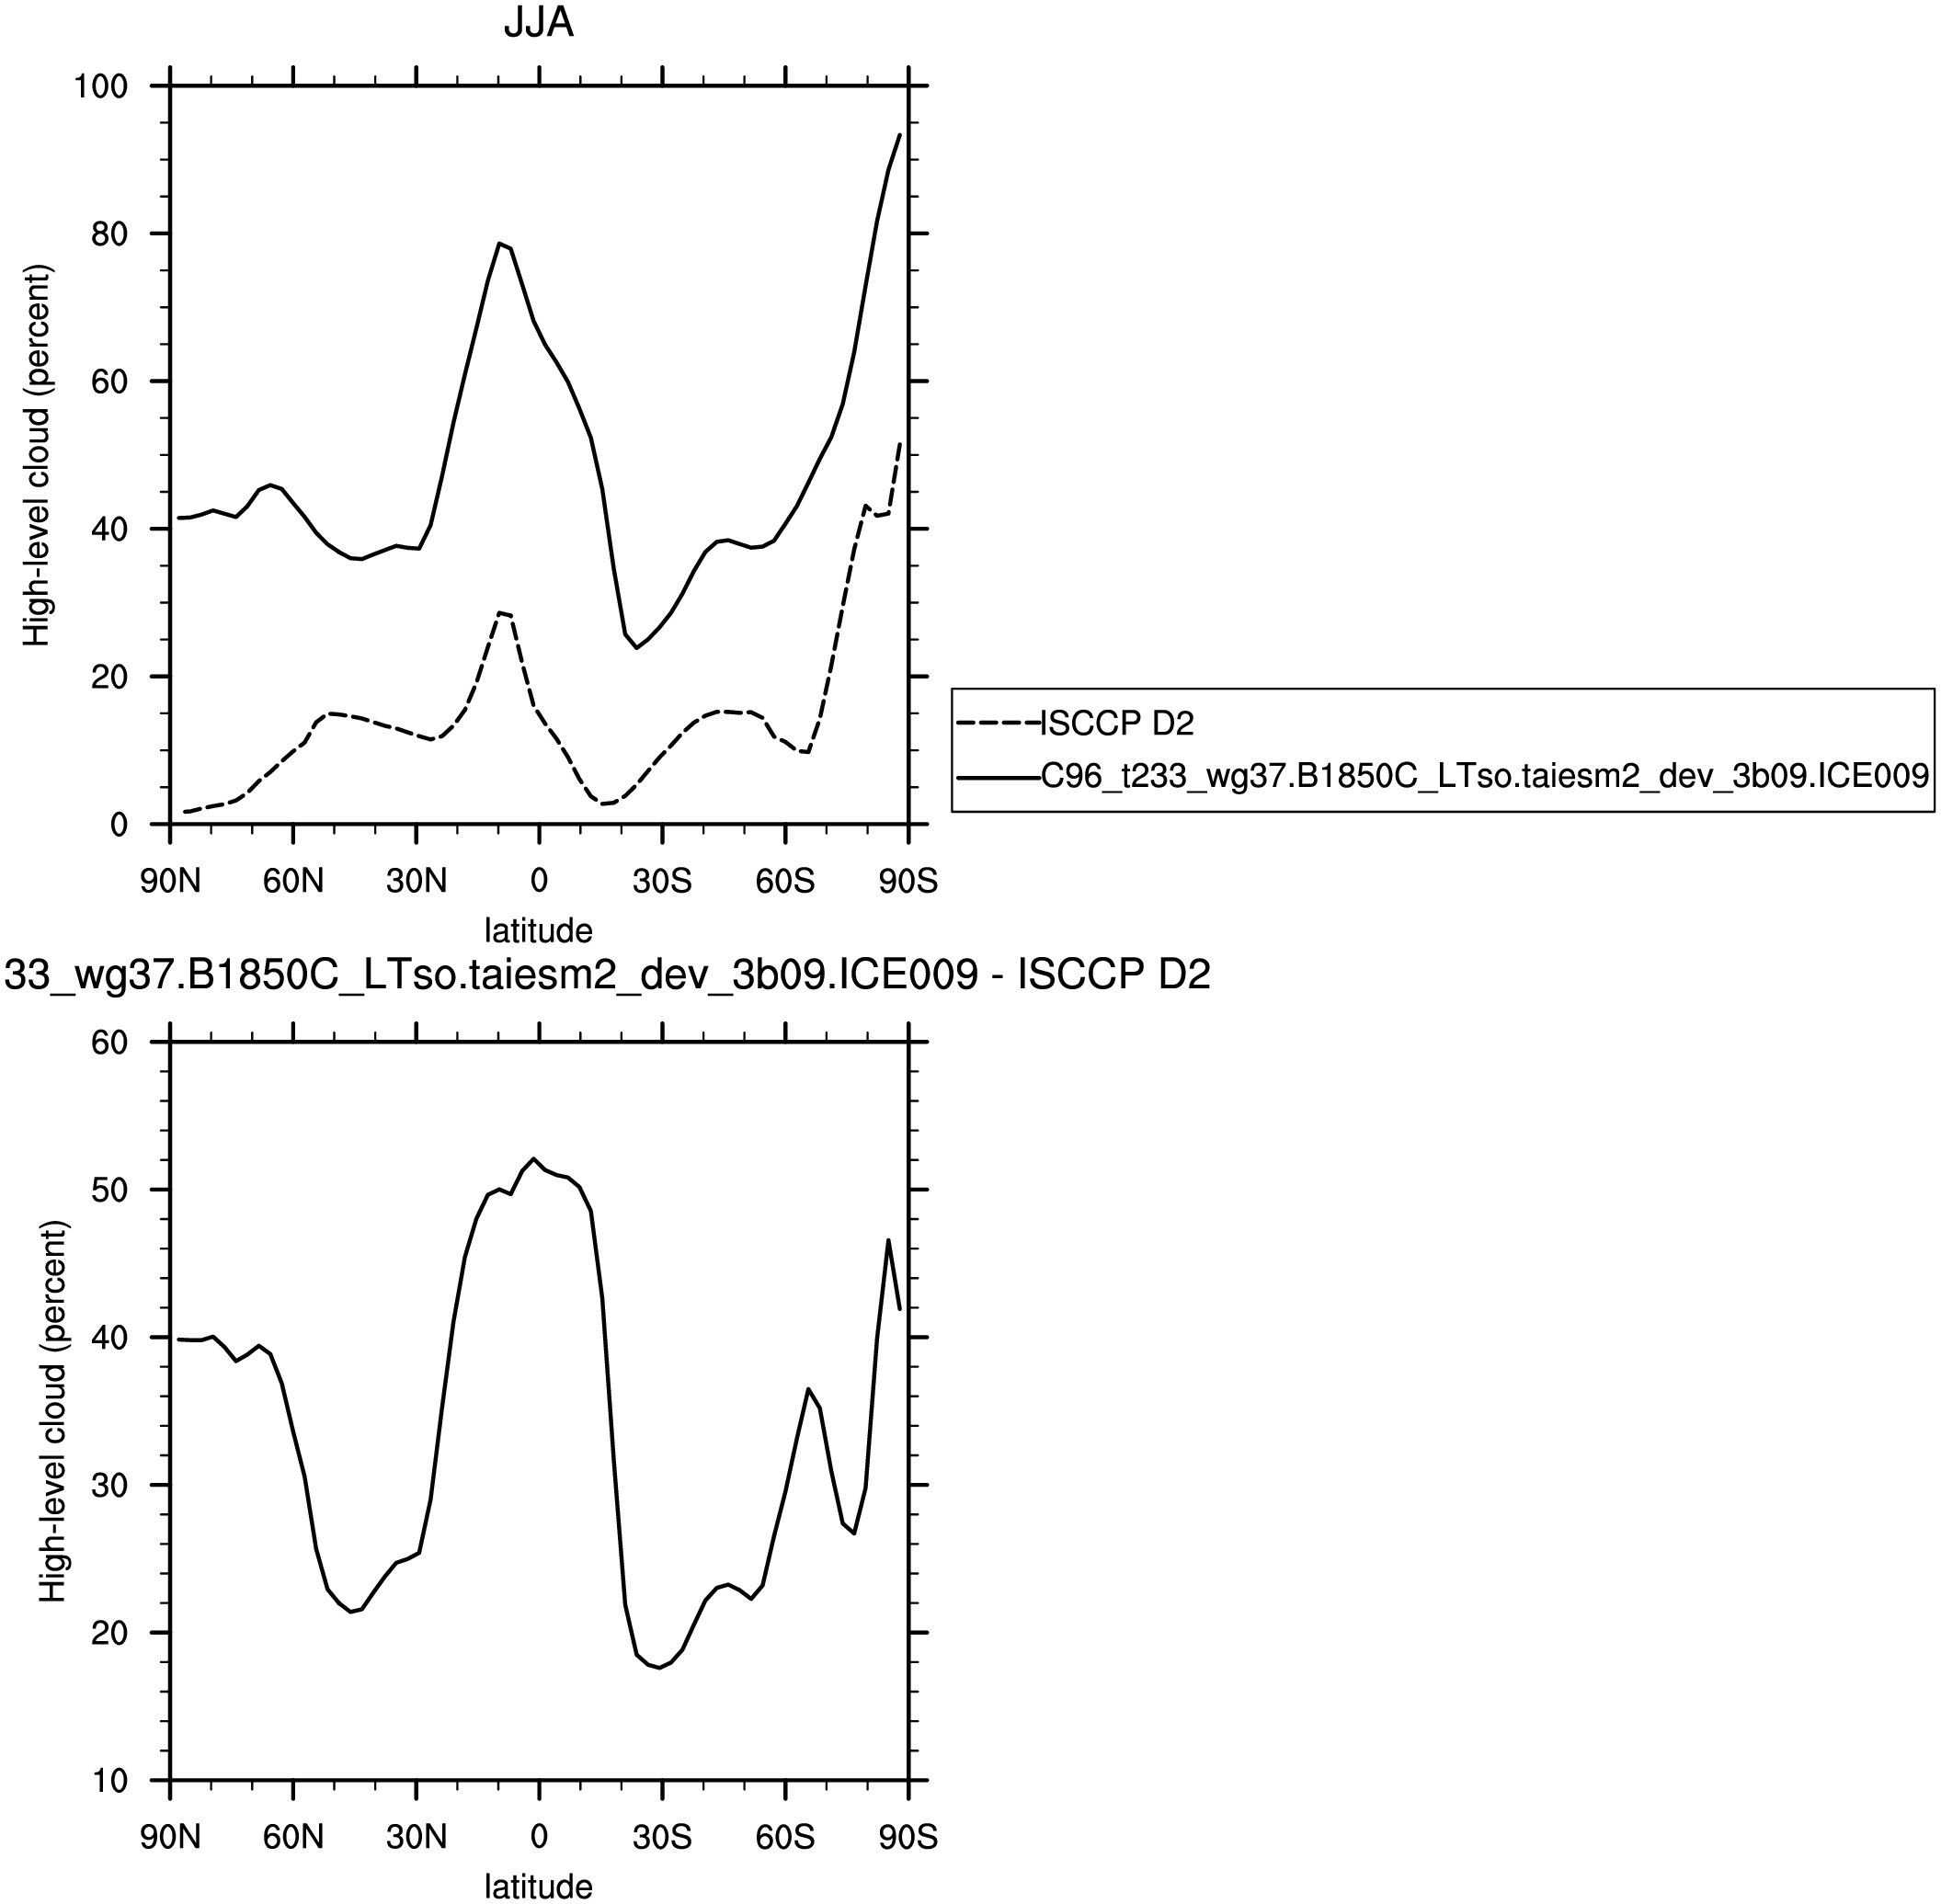 JJA
100
80
60
40
20
0
High-level cloud (percent)
90N 60N 30N 0 30S 60S 90S
latitude
ISCCP D2
C96_t233_wg37.B1850C_LTso.taiesm2_dev_3b09.ICE009
33_wg37.B1850C_LTso.taiesm2_dev_3b09.ICE009 - ISCCP D2
60
50
40
30
20
10
High-level cloud (percent)
90N 60N 30N 0 30S 60S 90S
latitude